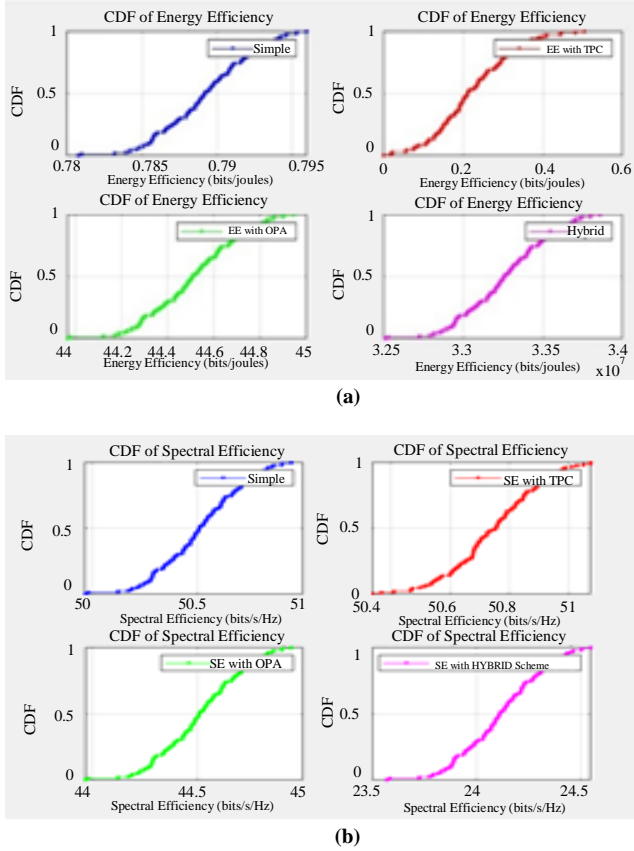 CDF of Energy Efficiency
1
Simple
CDF
0.5
0
0.78
0.785
0.79
0.795
Energy Efficiency (bits/joules)
CDF of Energy Efficiency
1
EE with TPC
CDF
0.5
0
0
0.2
0.4
0.6
Energy Efficiency (bits/joules)
CDF of Energy Efficiency
1
EE with OPA
CDF
0.5
0
44
44.2
44.4
44.6
44.8
45
Energy Efficiency (bits/joules)
CDF of Energy Efficiency
1
Hybrid
CDF
0.5
0
3.25
3.3
3.35
3.4
x10⁷
Energy Efficiency (bits/joules)
(a)
CDF of Spectral Efficiency
1
Simple
CDF
0.5
0
50
50.5
51
Spectral Efficiency (bits/s/Hz)
CDF of Spectral Efficiency
1
SE with TPC
CDF
0.5
0
50.4
50.6
50.8
51
Spectral Efficiency (bits/s/Hz)
CDF of Spectral Efficiency
1
SE with OPA
CDF
0.5
0
44
44.5
45
Spectral Efficiency (bits/s/Hz)
CDF of Spectral Efficiency
1
SE with HYBRID Scheme
CDF
0.5
0
23.5
24
24.5
Spectral Efficiency (bits/s/Hz)
(b)